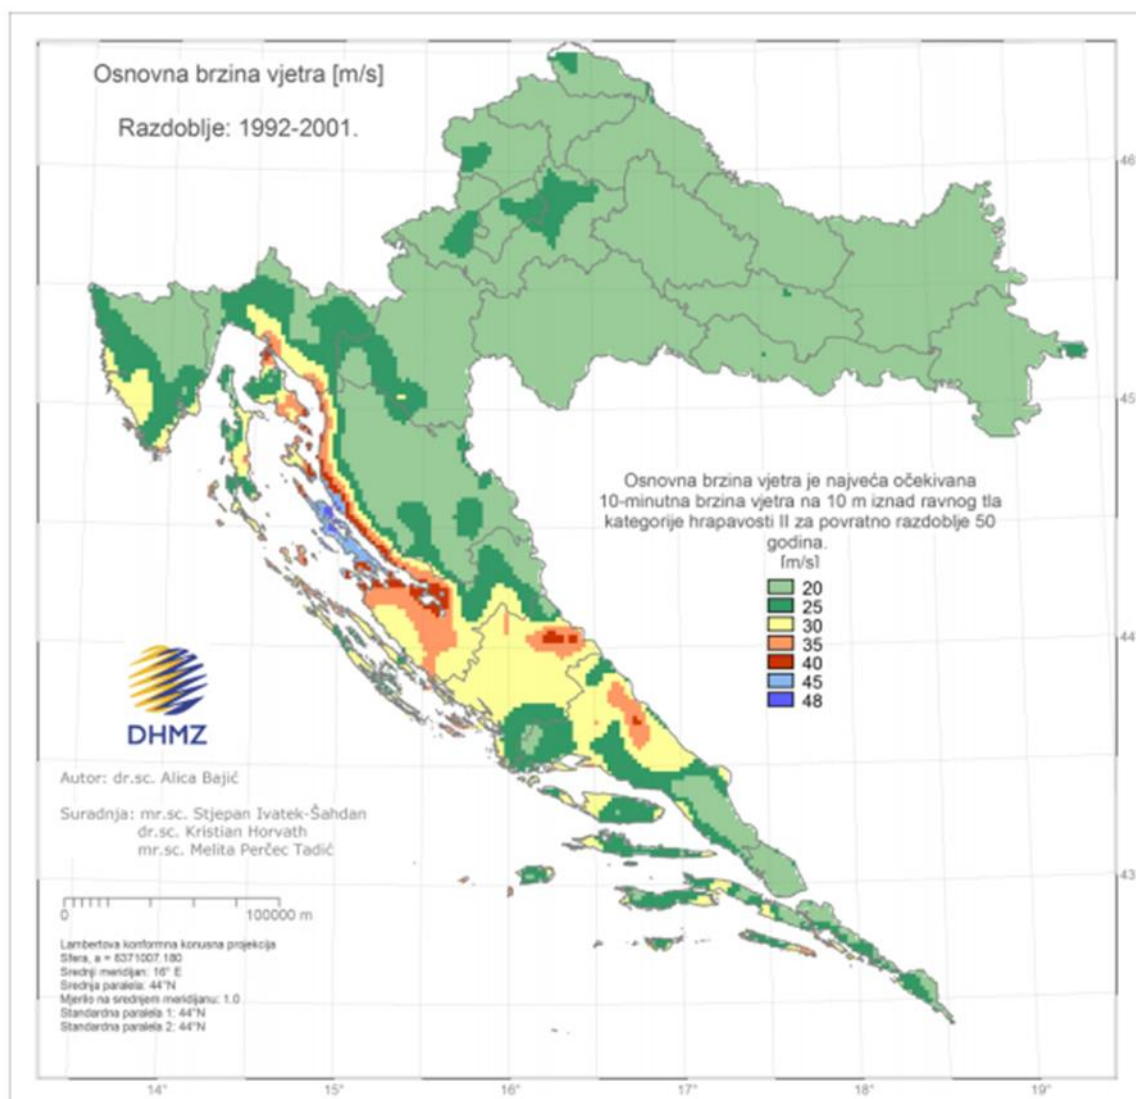 Osnovna brzina vjetra [m/s]
Razdoblje: 1992-2001.
46
45
Osnovna brzina vjetra je najveća očekivana
10-minutna brzina vjetra na 10 m iznad ravnog tla
kategorije hrapavosti II za povratno razdoblje 50
godina.
[m/s]
20
25
30
35
40
45
48
44
DHMZ
Autor: dr.sc. Alica Bajić
Suradnja: mr.sc. Stjepan Ivatek-Šahdan
dr.sc. Kristian Horvath
mr.sc. Melita Perčec Tadić
43
0 100000 m
Lambertova konformna konusna projekcija
Sfera, a = 6371007.180
Srednji meridijan: 16° E
Srednja paralela: 44°N
Mjerilo na srednjem meridijanu: 1.0
Standardna paralela 1: 44°N
Standardna paralela 2: 44°N
14° 15° 16° 17° 18° 19°